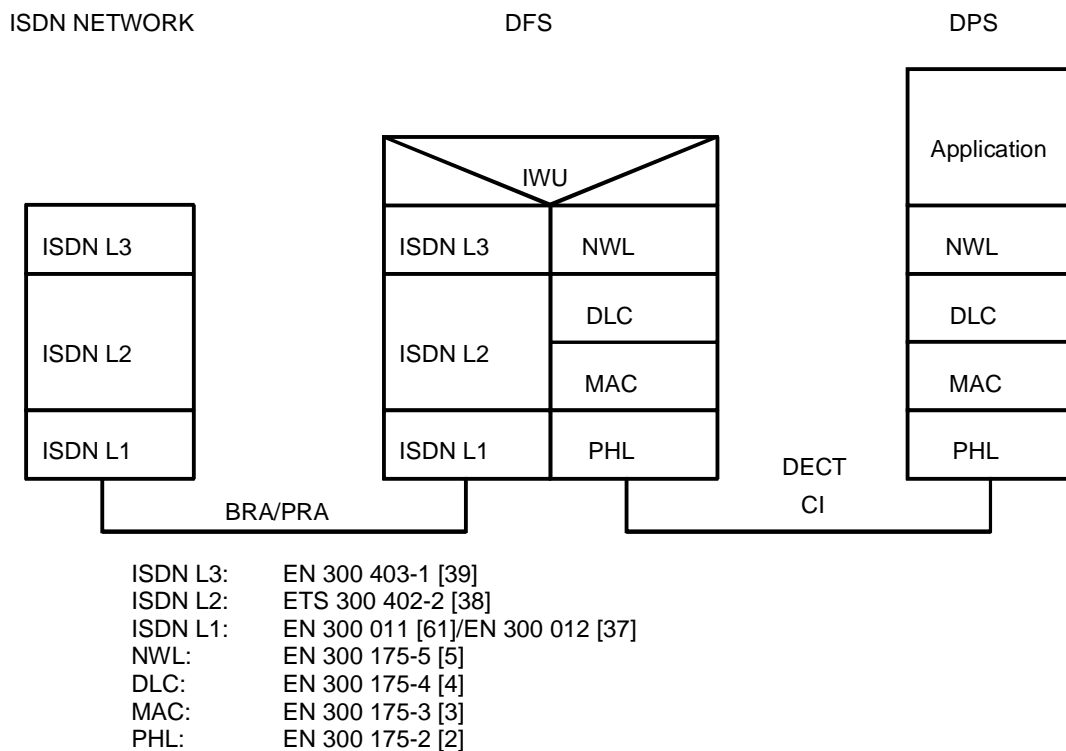 ISDN NETWORK DFS DPS
Application
IWU
ISDN L3 ISDN L3 NWL NWL
DLC DLC
ISDN L2 ISDN L2
MAC MAC
ISDN L1 ISDN L1 PHL PHL
DECT
BRA/PRA CI
ISDN L3: EN 300 403-1 [39]
ISDN L2: ETS 300 402-2 [38]
ISDN L1: EN 300 011 [61]/EN 300 012 [37]
NWL: EN 300 175-5 [5]
DLC: EN 300 175-4 [4]
MAC: EN 300 175-3 [3]
PHL: EN 300 175-2 [2]